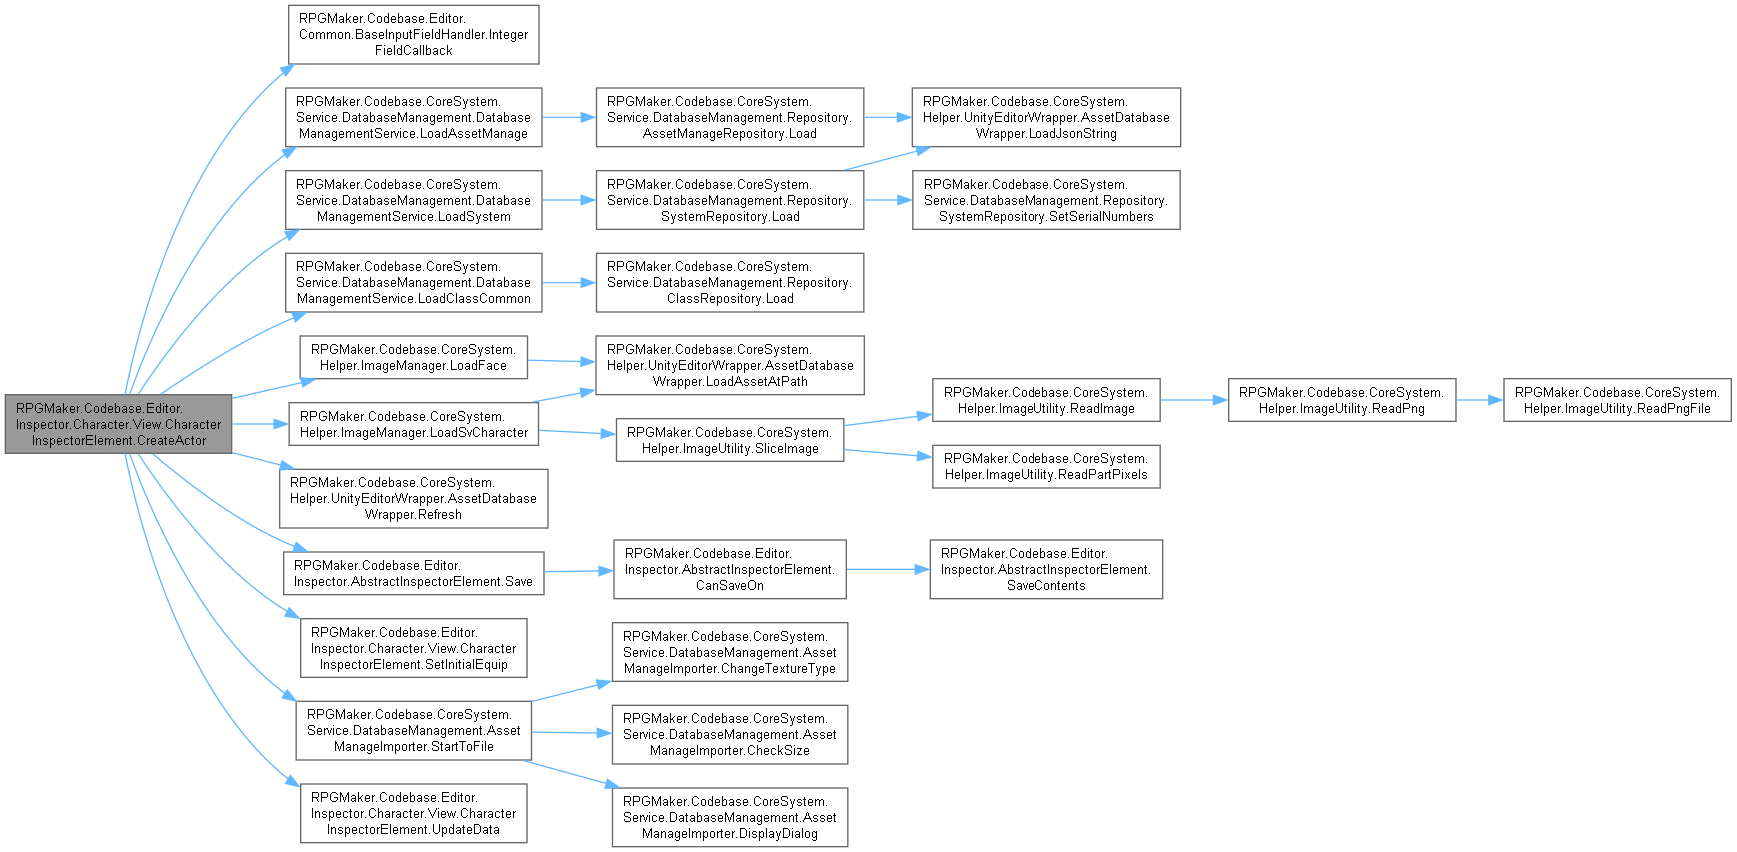 RPGMaker.Codebase.Editor.
Common.BaseInputFieldHandler.Integer
FieldCallback
RPGMaker.Codebase.CoreSystem.
Service.DatabaseManagement.Database
ManagementService.LoadAssetManage
RPGMaker.Codebase.CoreSystem.
Service.DatabaseManagement.Repository.
AssetManageRepository.Load
RPGMaker.Codebase.CoreSystem.
Helper.UnityEditorWrapper.AssetDatabase
Wrapper.LoadJsonString
RPGMaker.Codebase.CoreSystem.
Service.DatabaseManagement.Database
ManagementService.LoadSystem
RPGMaker.Codebase.CoreSystem.
Service.DatabaseManagement.Repository.
SystemRepository.Load
RPGMaker.Codebase.CoreSystem.
Service.DatabaseManagement.Repository.
SystemRepository.SetSerialNumbers
RPGMaker.Codebase.CoreSystem.
Service.DatabaseManagement.Database
ManagementService.LoadClassCommon
RPGMaker.Codebase.CoreSystem.
Service.DatabaseManagement.Repository.
ClassRepository.Load
RPGMaker.Codebase.CoreSystem.
Helper.ImageManager.LoadFace
RPGMaker.Codebase.CoreSystem.
Helper.UnityEditorWrapper.AssetDatabase
Wrapper.LoadAssetAtPath
RPGMaker.Codebase.Editor.
Inspector.Character.View.Character
InspectorElement.CreateActor
RPGMaker.Codebase.CoreSystem.
Helper.ImageManager.LoadSvCharacter
RPGMaker.Codebase.CoreSystem.
Helper.ImageUtility.SliceImage
RPGMaker.Codebase.CoreSystem.
Helper.ImageUtility.ReadImage
RPGMaker.Codebase.CoreSystem.
Helper.ImageUtility.ReadPng
RPGMaker.Codebase.CoreSystem.
Helper.ImageUtility.ReadPngFile
RPGMaker.Codebase.CoreSystem.
Helper.ImageUtility.ReadPartPixels
RPGMaker.Codebase.CoreSystem.
Helper.UnityEditorWrapper.AssetDatabase
Wrapper.Refresh
RPGMaker.Codebase.Editor.
Inspector.AbstractInspectorElement.Save
RPGMaker.Codebase.Editor.
Inspector.AbstractInspectorElement.
CanSaveOn
RPGMaker.Codebase.Editor.
Inspector.AbstractInspectorElement.
SaveContents
RPGMaker.Codebase.Editor.
Inspector.Character.View.Character
InspectorElement.SetInitialEquip
RPGMaker.Codebase.CoreSystem.
Service.DatabaseManagement.Asset
ManageImporter.StartToFile
RPGMaker.Codebase.CoreSystem.
Service.DatabaseManagement.Asset
ManageImporter.ChangeTextureType
RPGMaker.Codebase.CoreSystem.
Service.DatabaseManagement.Asset
ManageImporter.CheckSize
RPGMaker.Codebase.CoreSystem.
Service.DatabaseManagement.Asset
ManageImporter.DisplayDialog
RPGMaker.Codebase.Editor.
Inspector.Character.View.Character
InspectorElement.UpdateData